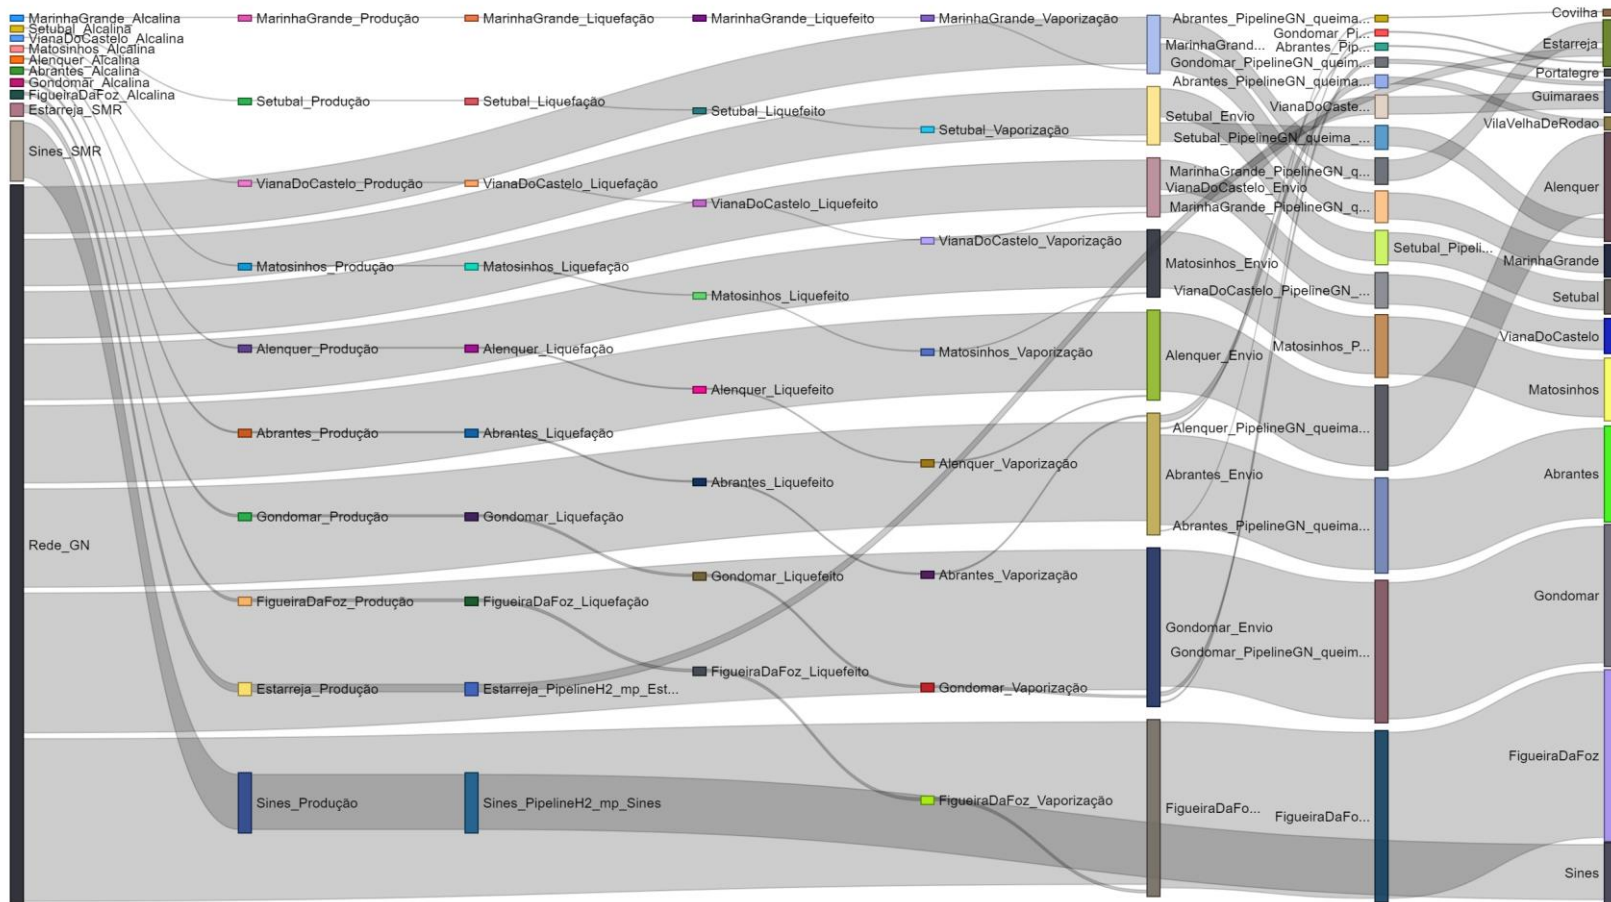 MarinhaGrande_Alcalina
Setubal_Alcalina
VianaDoCastelo_Alcalina
Matosinhos_Alcalina
Alenquer_Alcalina
Abrantes_Alcalina
Gondomar_Alcalina
FigueiraDaFoz_Alcalina
Estarreja_SMR
Sines_SMR
Rede_GN
MarinhaGrande_Produção
Setubal_Produção
VianaDoCastelo_Produção
Matosinhos_Produção
Alenquer_Produção
Abrantes_Produção
Gondomar_Produção
FigueiraDaFoz_Produção
Estarreja_Produção
Sines_Produção
MarinhaGrande_Liquefação
Setubal_Liquefação
VianaDoCastelo_Liquefação
Matosinhos_Liquefação
Alenquer_Liquefação
Abrantes_Liquefação
Gondomar_Liquefação
FigueiraDaFoz_Liquefação
Estarreja_PipelineH2_mp_Est...
Sines_PipelineH2_mp_Sines
MarinhaGrande_Liquefeito
Setubal_Liquefeito
VianaDoCastelo_Liquefeito
Matosinhos_Liquefeito
Alenquer_Liquefeito
Abrantes_Liquefeito
Gondomar_Liquefeito
FigueiraDaFoz_Liquefeito
MarinhaGrande_Vaporização
Setubal_Vaporização
VianaDoCastelo_Vaporização
Matosinhos_Vaporização
Alenquer_Vaporização
Abrantes_Vaporização
Gondomar_Vaporização
FigueiraDaFoz_Vaporização
MarinhaGrand...
Setubal_Envio
VianaDoCastelo_Envio
Matosinhos_Envio
Alenquer_Envio
Abrantes_Envio
Gondomar_Envio
FigueiraDaFo...
Abrantes_PipelineGN_queima...
Gondomar_Pi...
Abrantes_Pip...
Gondomar_PipelineGN_queim...
Abrantes_PipelineGN_queima...
VianaDoCaste...
Setubal_PipelineGN_queima_...
MarinhaGrande_PipelineGN_q...
MarinhaGrande_PipelineGN_q...
Setubal_Pipeli...
VianaDoCastelo_PipelineGN_...
Matosinhos_P...
Alenquer_PipelineGN_queima...
Abrantes_PipelineGN_queima...
Gondomar_PipelineGN_queim...
FigueiraDaFo...
Covilha
Estarreja
Portalegre
Guimaraes
VilaVelhaDeRodao
Alenquer
MarinhaGrande
Setubal
VianaDoCastelo
Matosinhos
Abrantes
Gondomar
FigueiraDaFoz
Sines